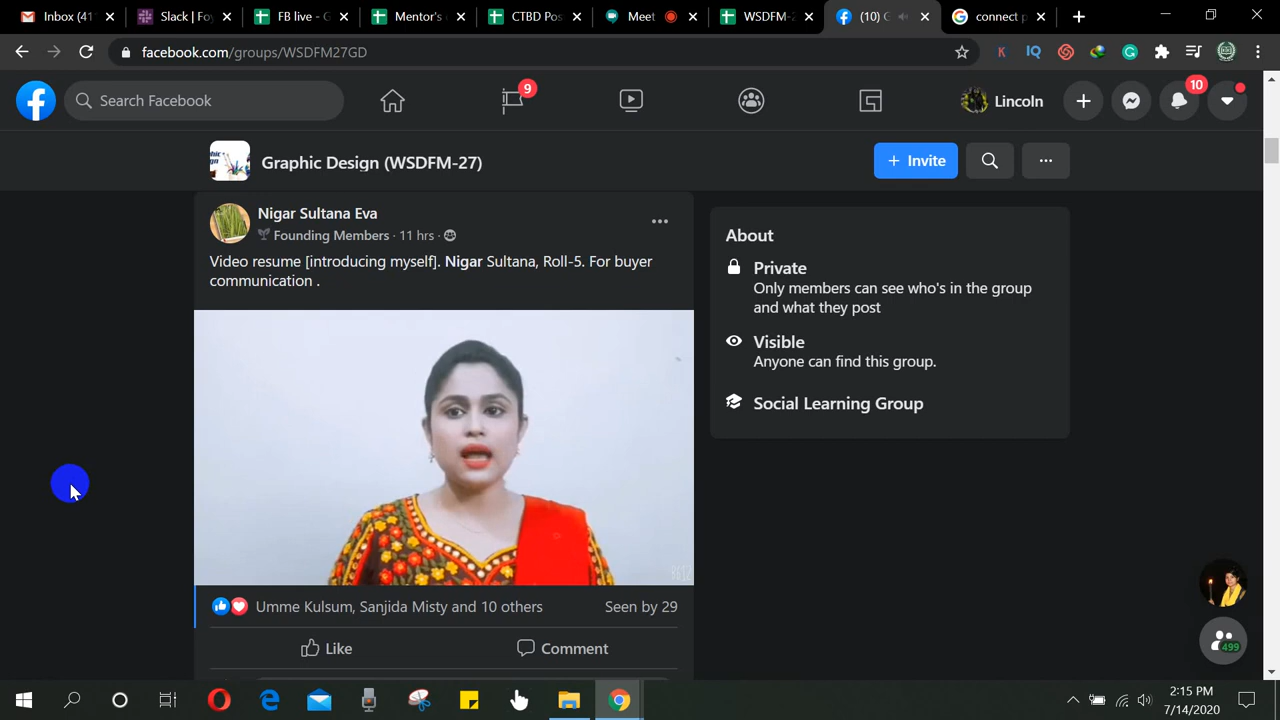 Inbox (41
Slack | Fo
FB live - G
Mentor's
CTBD Pos
Meet
WSDFM-2
(10) G
connect p
facebook.com/groups/WSDFM27GD
Search Facebook
9
Lincoln
10
Graphic Design (WSDFM-27)
+ Invite
Nigar Sultana Eva
Founding Members · 11 hrs ·
Video resume [introducing myself]. Nigar Sultana, Roll-5. For buyer
communication .
About
Private
Only members can see who's in the group
and what they post
Visible
Anyone can find this group.
Social Learning Group
Umme Kulsum, Sanjida Misty and 10 others
Seen by 29
Like
Comment
499
2:15 PM
7/14/2020